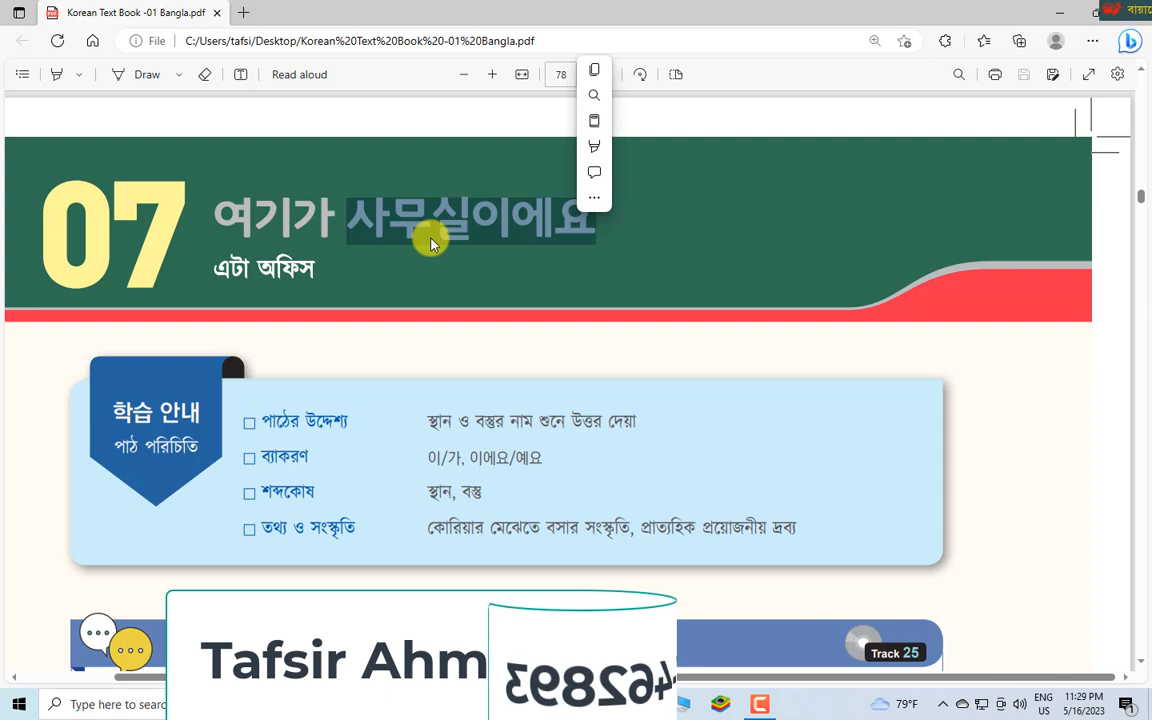 Korean Text Book -01 Bangla.pdf
File
C:/Users/tafsi/Desktop/Korean%20Text%20Book%20-01%20Bangla.pdf
Draw
Read aloud
78
07
여기가 사무실이에요
এটা অফিস
학습 안내
পাঠ পরিচিতি
পাঠের উদ্দেশ্য
স্থান ও বস্তুর নাম শুনে উত্তর দেয়া
ব্যাকরণ
이/가, 이에요/예요
শব্দকোষ
স্থান, বস্তু
তথ্য ও সংস্কৃতি
কোরিয়ার মেঝেতে বসার সংস্কৃতি, প্রাত্যহিক প্রয়োজনীয় দ্রব্য
Track 25
Tafsir Ahm
Type here to searc
79°F
ENG
US
11:29 PM
5/16/2023